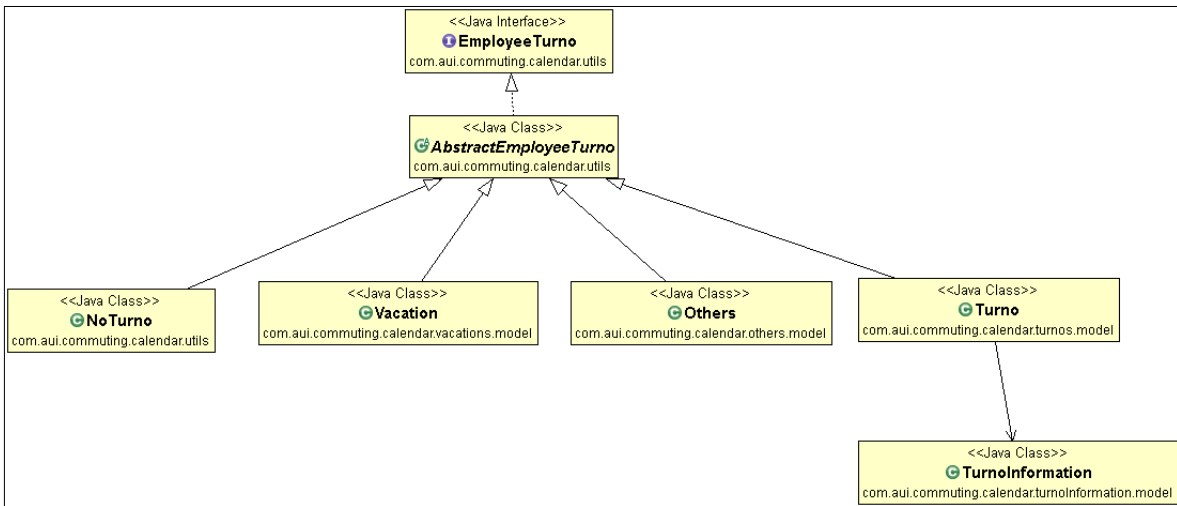 <<Java Interface>>
EmployeeTurno
com.aui.commuting.calendar.utils
<<Java Class>>
AbstractEmployeeTurno
com.aui.commuting.calendar.utils
<<Java Class>>
NoTurno
com.aui.commuting.calendar.utils
<<Java Class>>
Vacation
com.aui.commuting.calendar.vacations.model
<<Java Class>>
Others
com.aui.commuting.calendar.others.model
<<Java Class>>
Turno
com.aui.commuting.calendar.turnos.model
<<Java Class>>
TurnoInformation
com.aui.commuting.calendar.turnoInformation.model